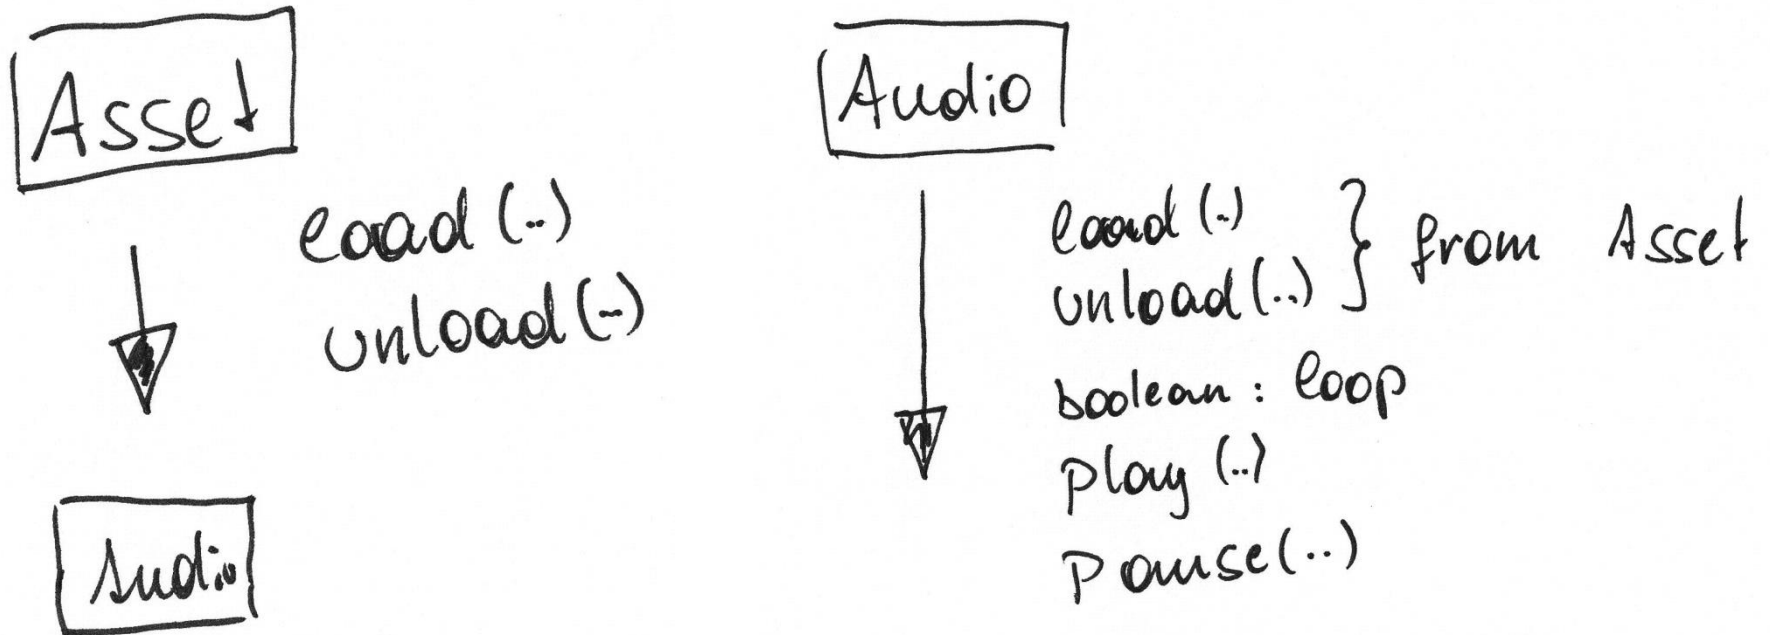 Asset
load (..)
unload (..)
Audio
Audio
load (..)
unload (..) } from Asset
boolean : loop
play (..)
pause (..)